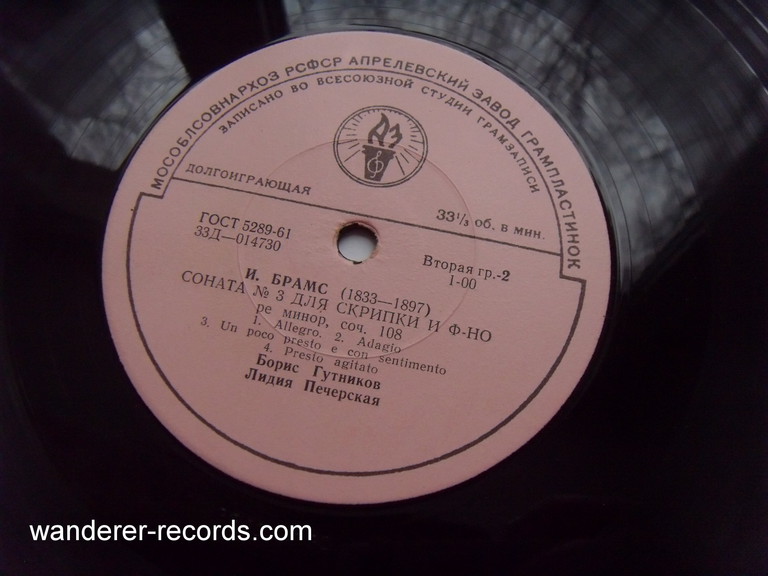 МОСОБЛСОВНАРХОЗ РСФСР АПРЕЛЕВСКИЙ ЗАВОД ГРАМПЛАСТИНОК
ЗАПИСАНО ВО ВСЕСОЮЗНОЙ СТУДИИ ГРАМЗАПИСИ
АЗ
ДОЛГОИГРАЮЩАЯ
33⅓ об. в мин.
ГОСТ 5289-61
33Д—014730
Вторая гр.-2
1-00
И. БРАМС (1833—1897)
СОНАТА № 3 ДЛЯ СКРИПКИ И Ф-НО
ре минор, соч. 108
1. Allegro. 2. Adagio
3. Un poco presto e con sentimento
4. Presto agitato
Борис Гутников
Лидия Печерская
wanderer-records.com